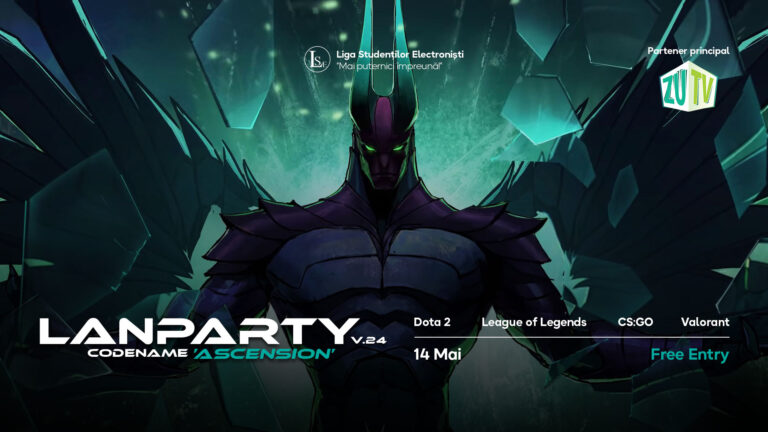 LSE
Liga Studentilor Electroniști
"Mai puternici împreună!"
Partener principal
ZU TV
LANPARTY V.24
CODENAME 'ASCENSION'
Dota 2 League of Legends CS:GO Valorant
14 Mai Free Entry